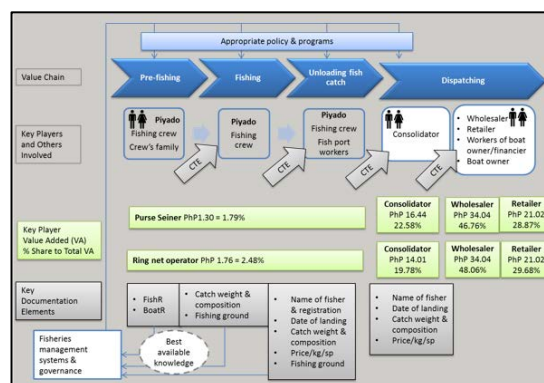 Appropriate policy & programs
Value Chain
Pre-fishing
Fishing
Unloading fish
catch
Dispatching
Key Players
and Others
Involved
Piyado
Fishing crew
Crew's family
Piyado
Fishing
crew
Piyado
Fishing crew
Fish port
workers
Consolidator
• Wholesaler
• Retailer
• Workers of boat
owner/financier
• Boat owner
CTE
CTE
CTE
CTE
Key Player
Value Added (VA)
% Share to Total VA
Purse Seiner PhP1.30 = 1.79%
Consolidator
PhP 16.44
22.58%
Wholesaler
PhP 34.04
46.76%
Retailer
PhP 21.02
28.87%
Ring net operator PhP 1.76 = 2.48%
Consolidator
PhP 14.01
19.78%
Wholesaler
PhP 34.04
48.06%
Retailer
PhP 21.02
29.68%
Key
Documentation
Elements
• FishR
• BoatR
• Catch weight &
composition
• Fishing ground
• Name of fisher
& registration
• Date of landing
• Catch weight &
composition
• Price/kg/sp
• Fishing ground
• Name of fisher
• Date of landing
• Catch weight &
composition
• Price/kg/sp
Fisheries
management
systems &
governance
Best
available
knowledge